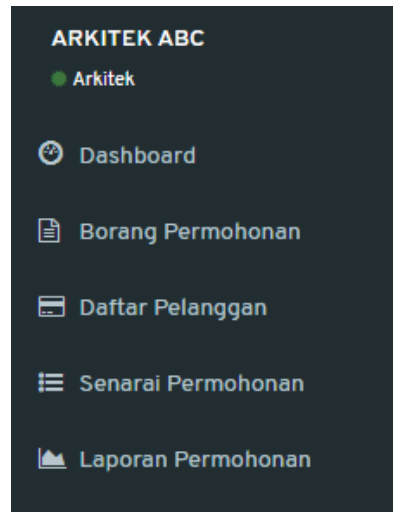 ARKITEK ABC
Arkitek
Dashboard
Borang Permohonan
Daftar Pelanggan
Senarai Permohonan
Laporan Permohonan